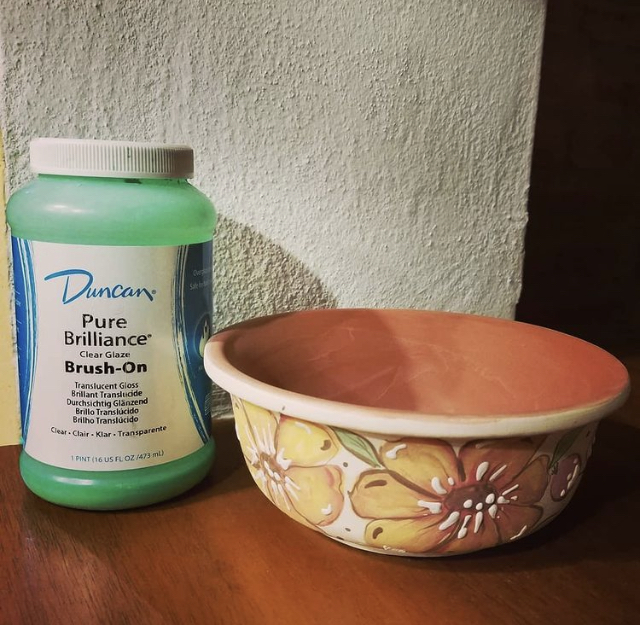 Duncan®
Pure
Brilliance®
Clear Glaze
Brush-On
Translucent Gloss
Brillant Translucide
Durchsichtig Glänzend
Brillo Translúcido
Brilho Translúcido
Clear • Clair • Klar • Transparente
1 PINT (16 US FL OZ /473 mL)